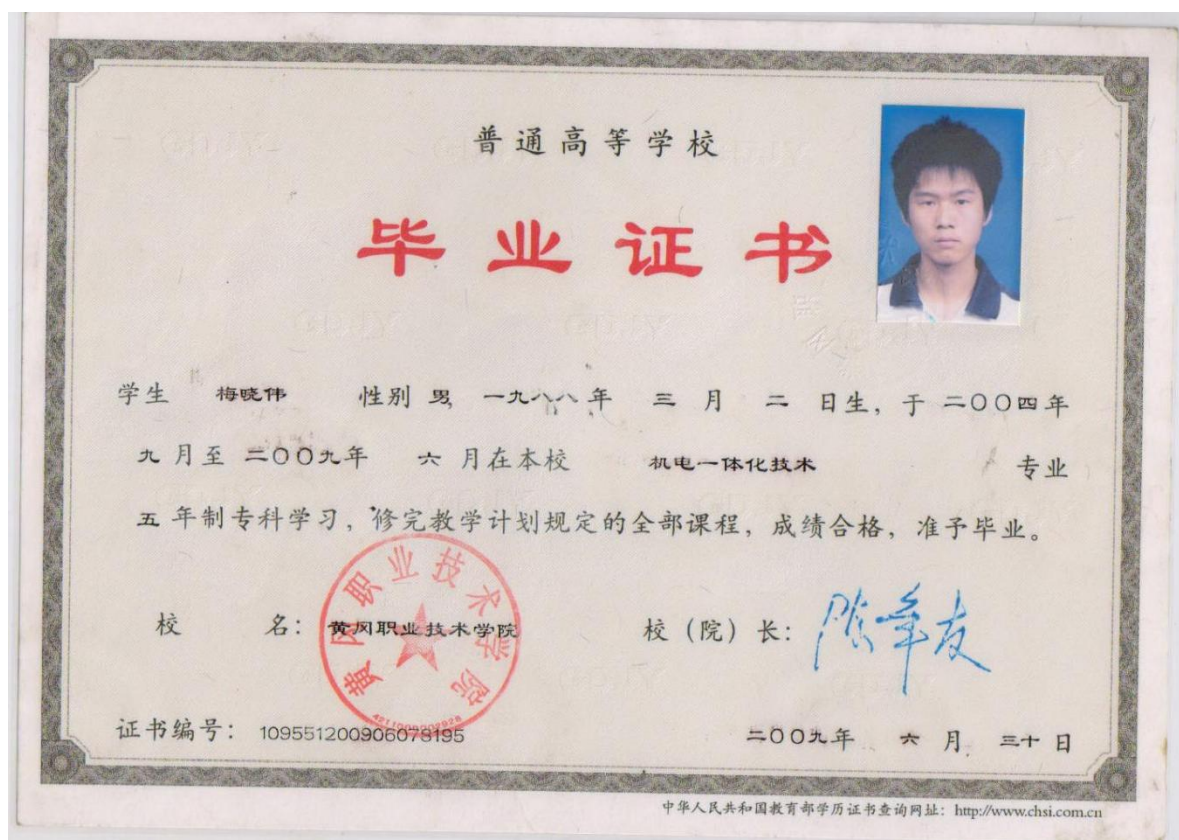 普通高等学校
毕业证书
学生 梅晓伟 性别 男, 一九八八年 三 月 二 日生, 于 二〇〇四年
九 月至 二〇〇九年 六 月在本校 机电一体化技术 专业
五 年制专科学习, 修完教学计划规定的全部课程, 成绩合格, 准予毕业。
黄冈职业技术学院
校 名: 黄冈职业技术学院 校（院）长:
证书编号: 109551200906078195 二〇〇九年 六 月 三十 日
中华人民共和国教育部学历证书查询网址: http://www.chsi.com.cn